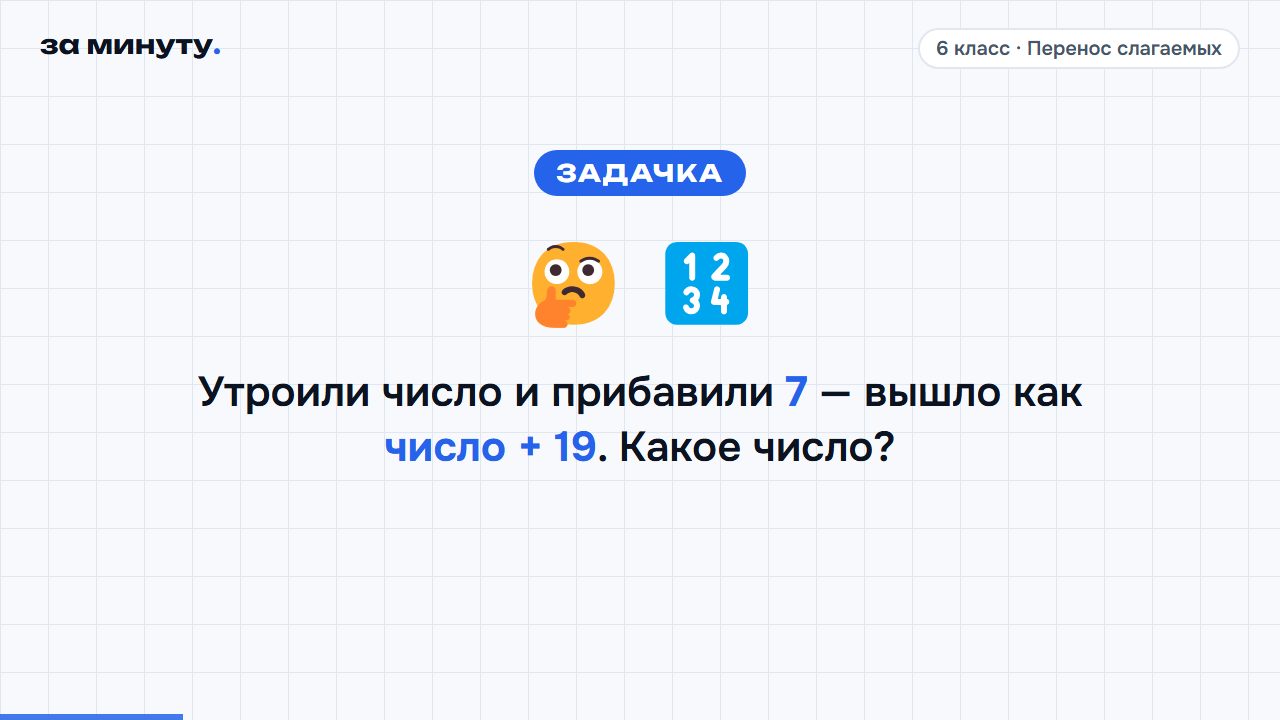 за минуту.
6 класс · Перенос слагаемых
ЗАДАЧКА
1 2
3 4
Утроили число и прибавили 7 — вышло как
число + 19. Какое число?